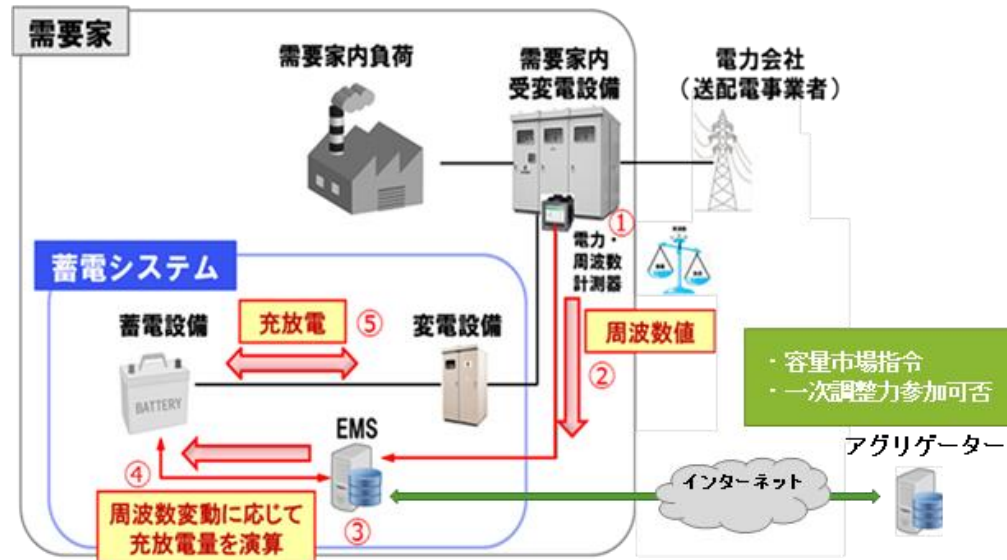 需要家
需要家内負荷
需要家内
受変電設備
電力会社
(送配電事業者)
①
電力・
周波数
計測器
蓄電システム
蓄電設備
充放電
⑤
変電設備
周波数値
②
・容量市場指令
・一次調整力参加可否
BATTERY
EMS
アグリゲーター
④
インターネット
周波数変動に応じて
充放電量を演算
③